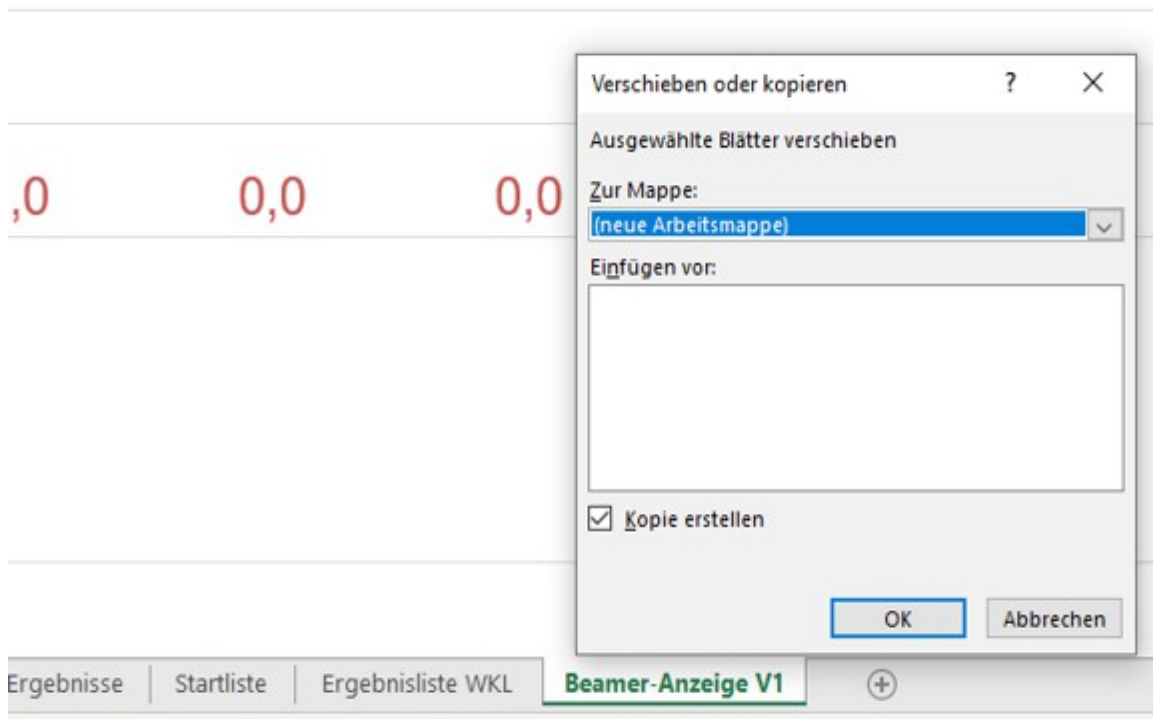 Verschieben oder kopieren ? ×
Ausgewählte Blätter verschieben
Zur Mappe:
(neue Arbeitsmappe)
,0 0,0 0,0
Einfügen vor:
Kopie erstellen
OK Abbrechen
Ergebnisse Startliste Ergebnisliste WKL Beamer-Anzeige V1